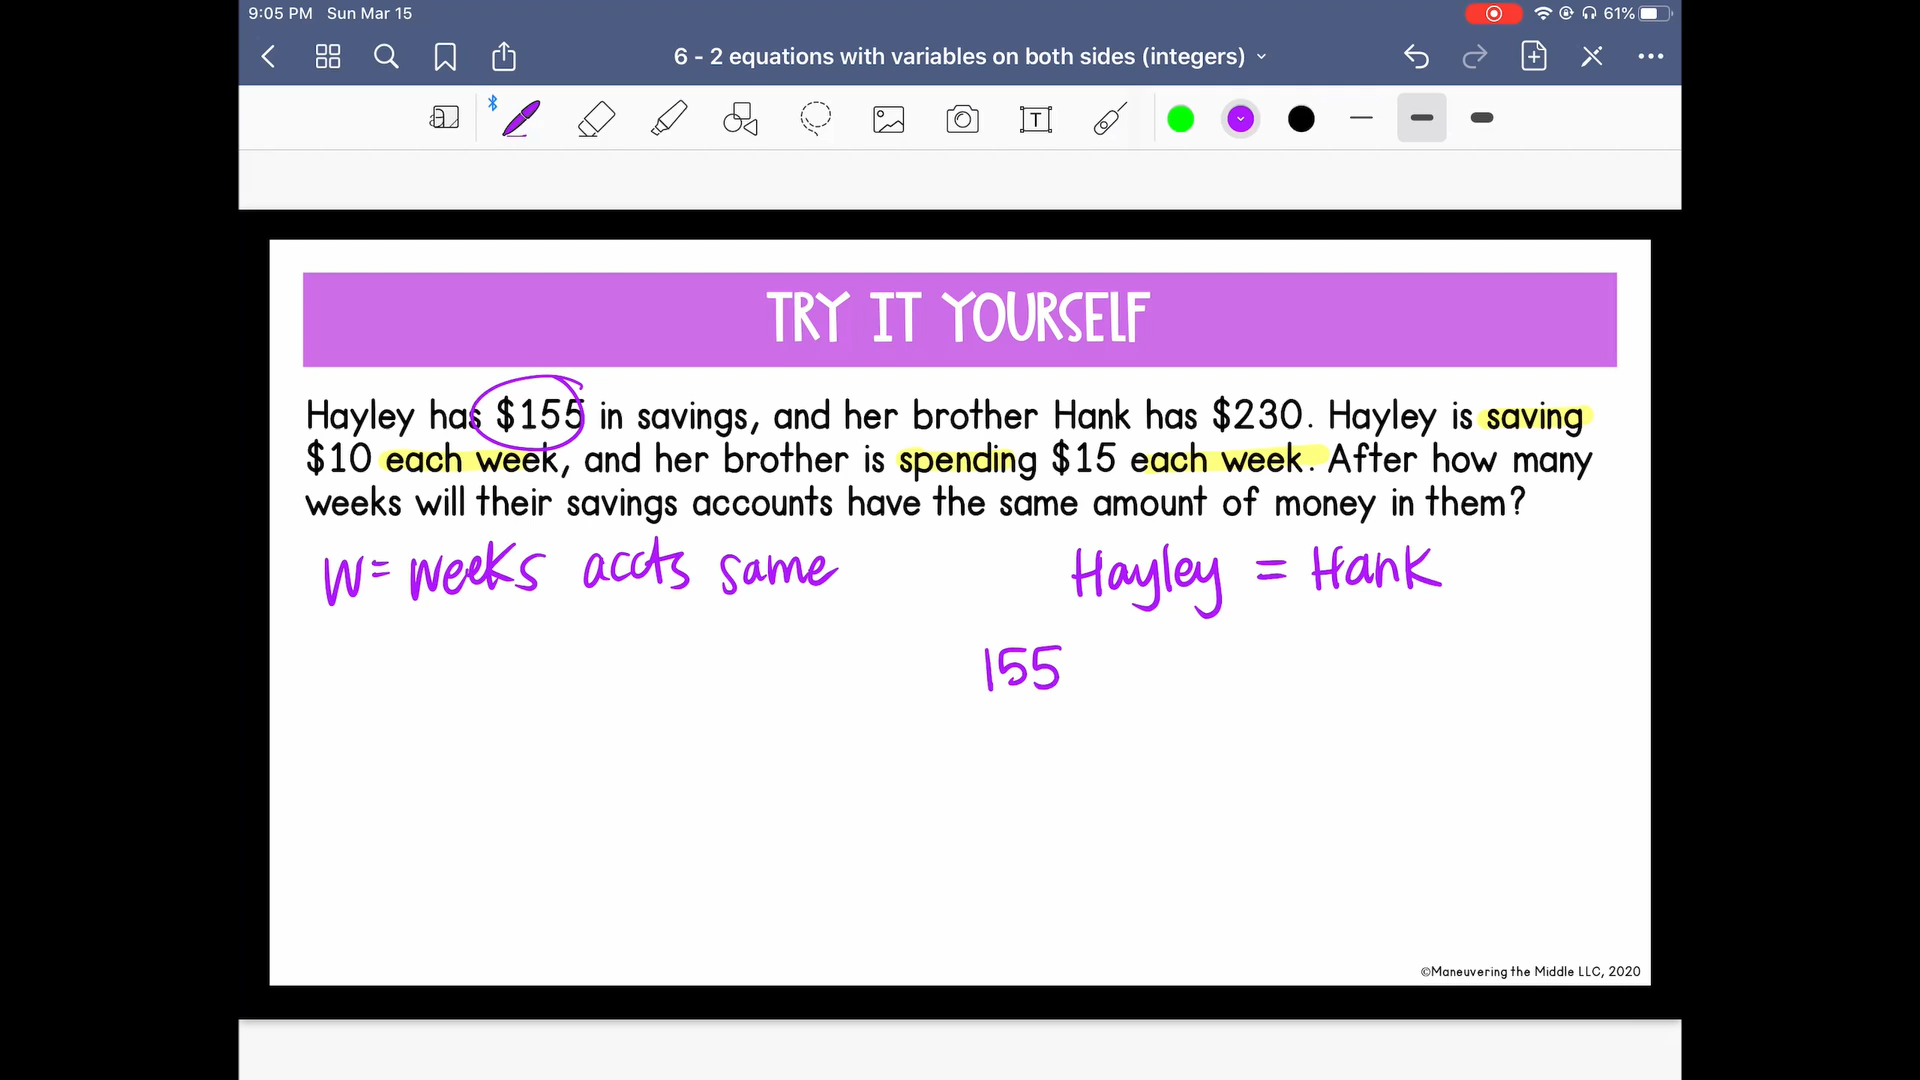 9:05 PM Sun Mar 15
61%
6 - 2 equations with variables on both sides (integers)
T
TRY IT YOURSELF
Hayley has $155 in savings, and her brother Hank has $230. Hayley is saving
$10 each week, and her brother is spending $15 each week. After how many
weeks will their savings accounts have the same amount of money in them?
W = weeks accts same
Hayley = Hank
155
©Maneuvering the Middle LLC, 2020